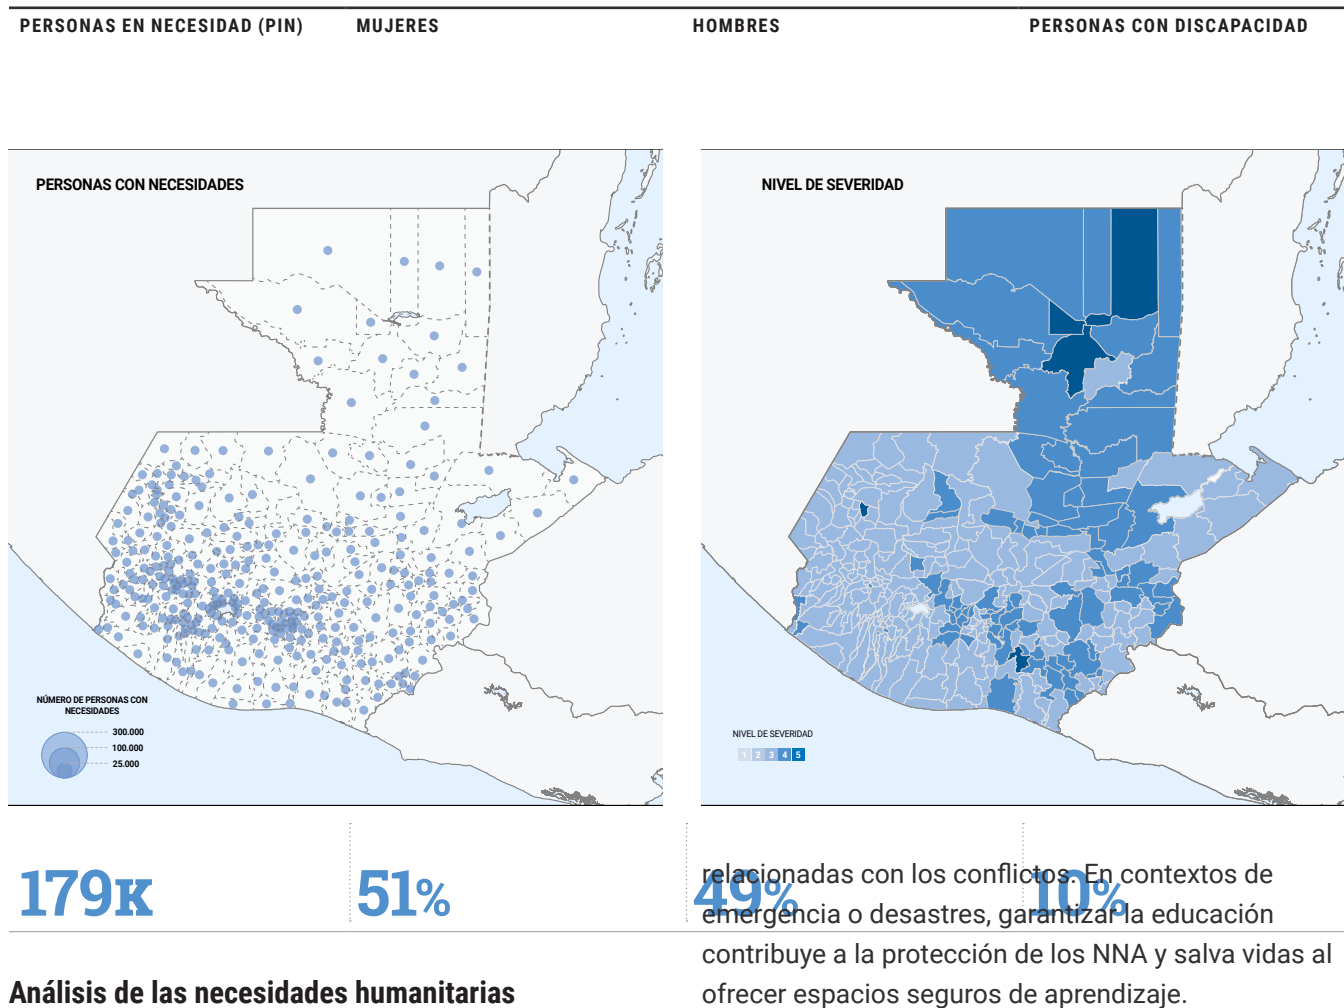 PERSONAS EN NECESIDAD (PIN)
MUJERES
HOMBRES
PERSONAS CON DISCAPACIDAD
PERSONAS CON NECESIDADES
NÚMERO DE PERSONAS CON
NECESIDADES
300.000
100.000
25.000
NIVEL DE SEVERIDAD
NIVEL DE SEVERIDAD
1 2 3 4 5
179K
51%
49%
10%
Análisis de las necesidades humanitarias
relacionadas con los conflictos. En contextos de
emergencia o desastres, garantizar la educación
contribuye a la protección de los NNA y salva vidas al
ofrecer espacios seguros de aprendizaje.